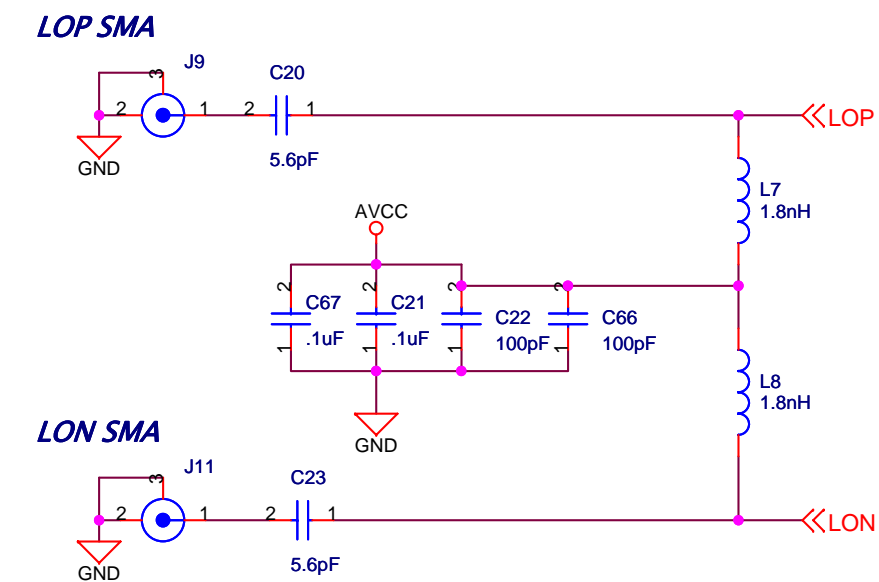 LOP SMA
J9
C20
3
2
1
2
1
LOP
5.6pF
GND
L7
1.8nH
AVCC
2
2
2
2
C67
C21
C22
C66
.1uF
.1uF
100pF
100pF
1
1
1
1
L8
1.8nH
GND
LON SMA
J11
C23
3
2
1
2
1
LON
5.6pF
GND